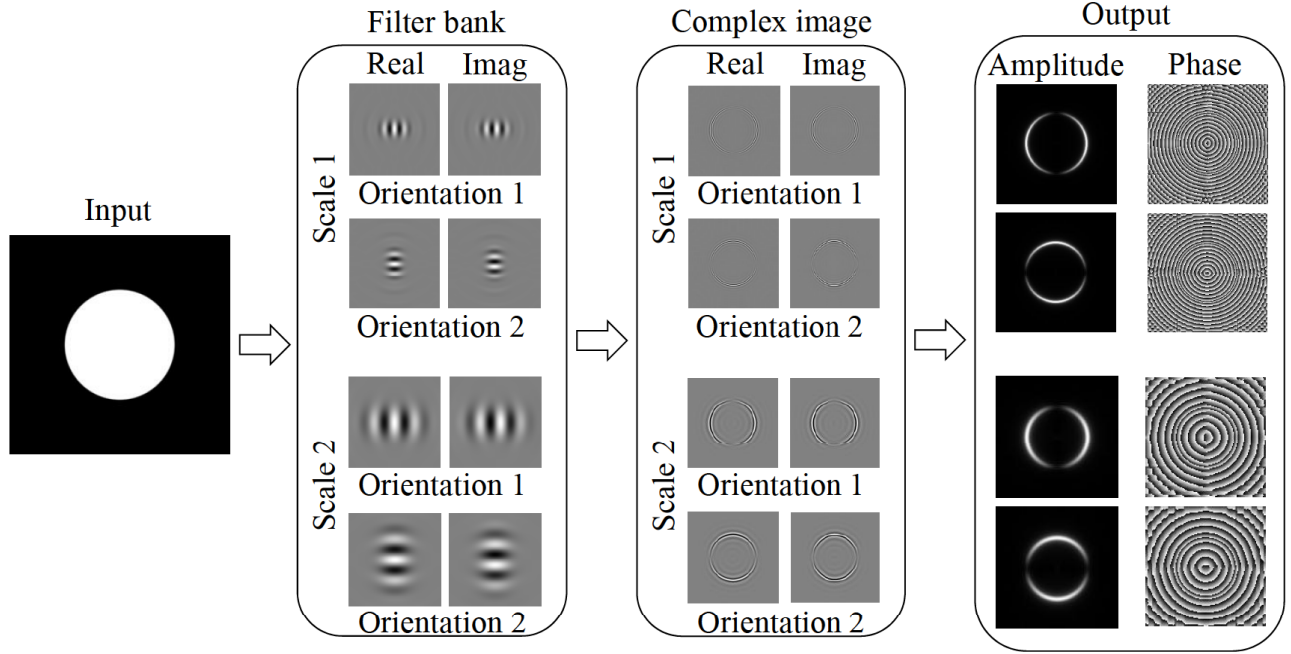 Input
Filter bank
Real Imag
Scale 1
Orientation 1
Orientation 2
Scale 2
Orientation 1
Orientation 2
Complex image
Real Imag
Scale 1
Orientation 1
Orientation 2
Scale 2
Orientation 1
Orientation 2
Output
Amplitude Phase